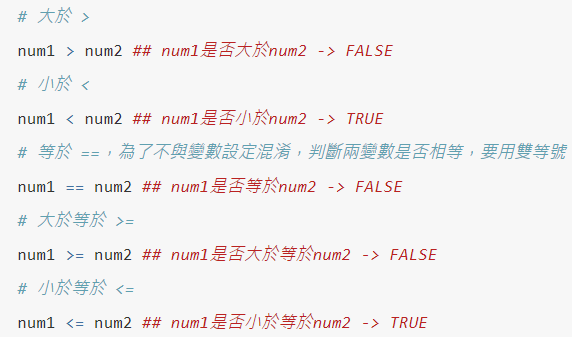 # 大於 >
num1 > num2 ## num1是否大於num2 -> FALSE
# 小於 <
num1 < num2 ## num1是否小於num2 -> TRUE
# 等於 ==，為了不與變數設定混淆，判斷兩變數是否相等，要用雙等號
num1 == num2 ## num1是否等於num2 -> FALSE
# 大於等於 >=
num1 >= num2 ## num1是否大於等於num2 -> FALSE
# 小於等於 <=
num1 <= num2 ## num1是否小於等於num2 -> TRUE